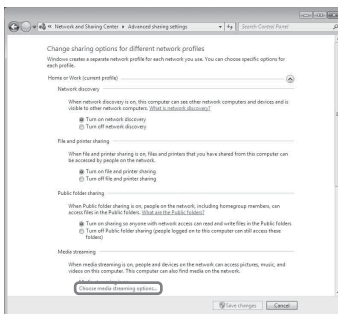 Network and Sharing Center ▸ Advanced sharing settings
Search Control Panel
Change sharing options for different network profiles
Windows creates a separate network profile for each network you use. You can choose specific options for
each profile.
Home or Work (current profile)
Network discovery
When network discovery is on, this computer can see other network computers and devices and is
visible to other network computers. What is network discovery?
Turn on network discovery
Turn off network discovery
File and printer sharing
When file and printer sharing is on, files and printers that you have shared from this computer can
be accessed by people on the network.
Turn on file and printer sharing
Turn off file and printer sharing
Public folder sharing
When Public folder sharing is on, people on the network, including homegroup members, can
access files in the Public folders. What are the Public folders?
Turn on sharing so anyone with network access can read and write files in the Public folders
Turn off Public folder sharing (people logged on to this computer can still access these
folders)
Media streaming
When media streaming is on, people and devices on the network can access pictures, music, and
videos on this computer. This computer can also find media on the network.
Choose media streaming options...
Save changes
Cancel